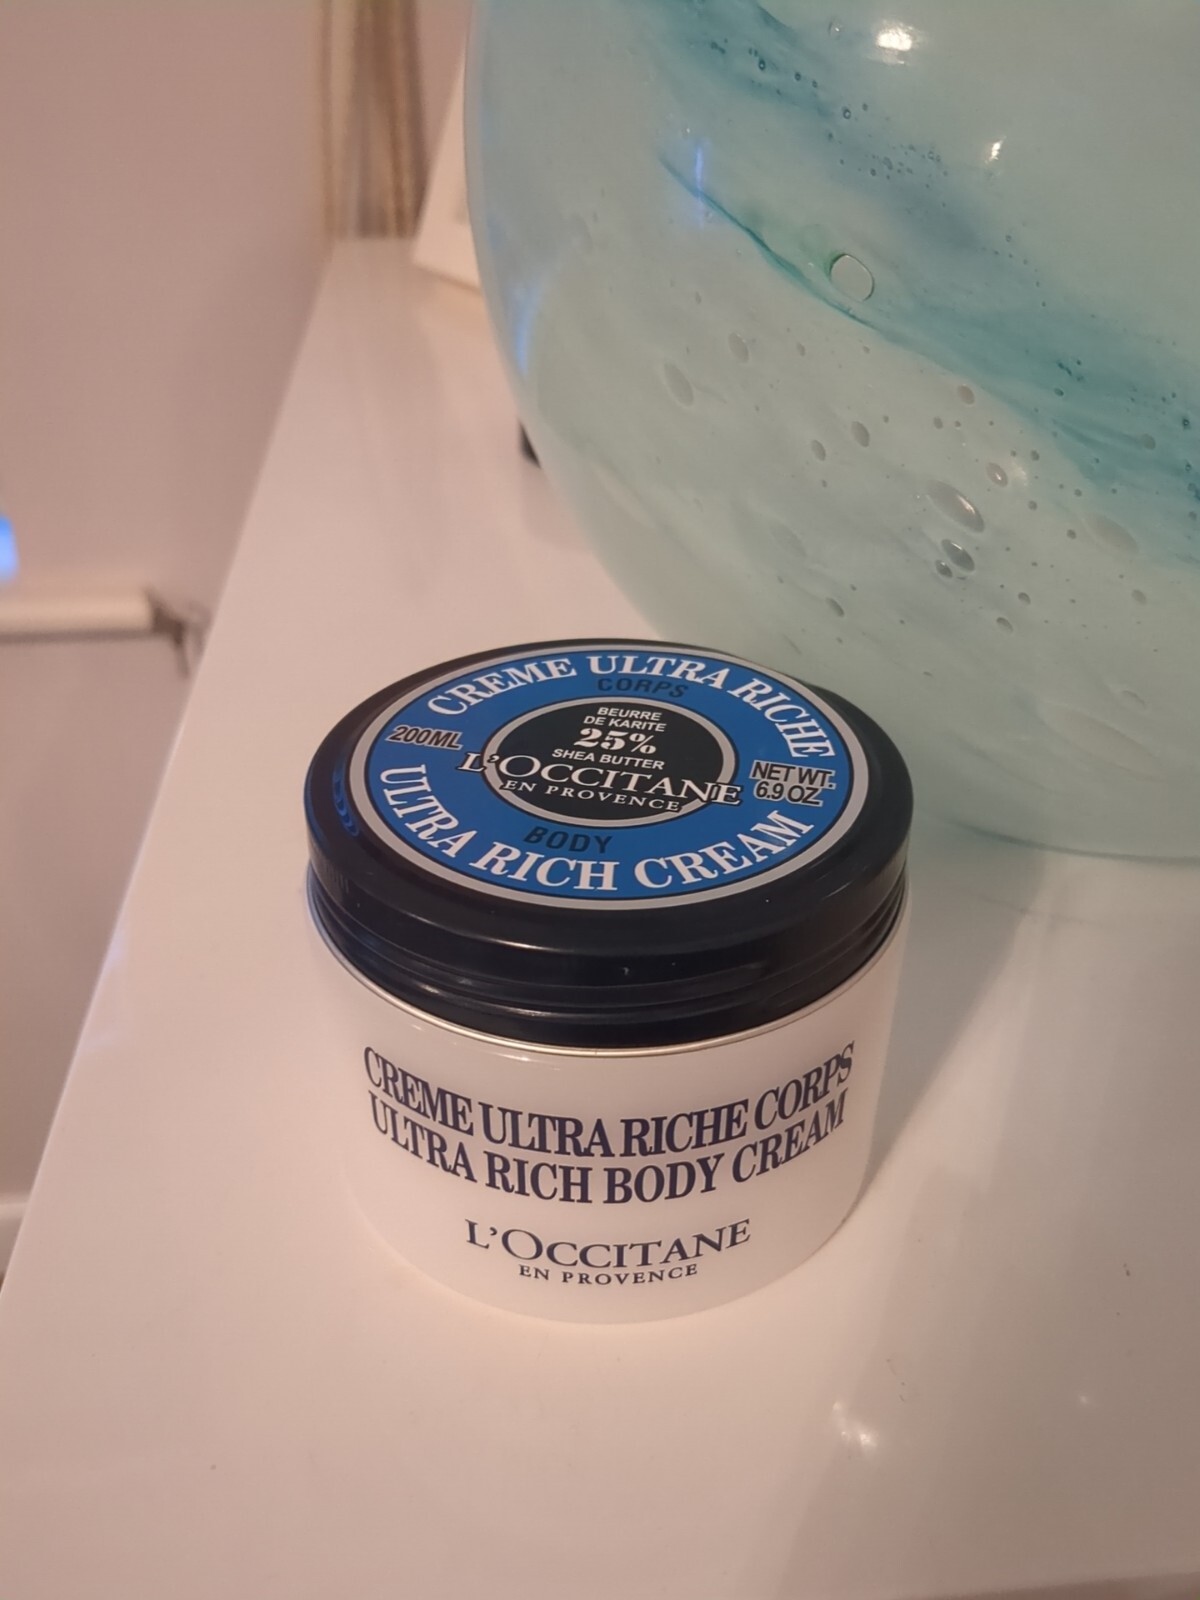 CREME ULTRA RICHE
CORPS
BEURRE
DE KARITE
25%
SHEA BUTTER
200ML
L'OCCITANE
EN PROVENCE
NET WT.
6.9 OZ.
BODY
ULTRA RICH CREAM
CREME ULTRA RICHE CORPS
ULTRA RICH BODY CREAM
L'OCCITANE
EN PROVENCE